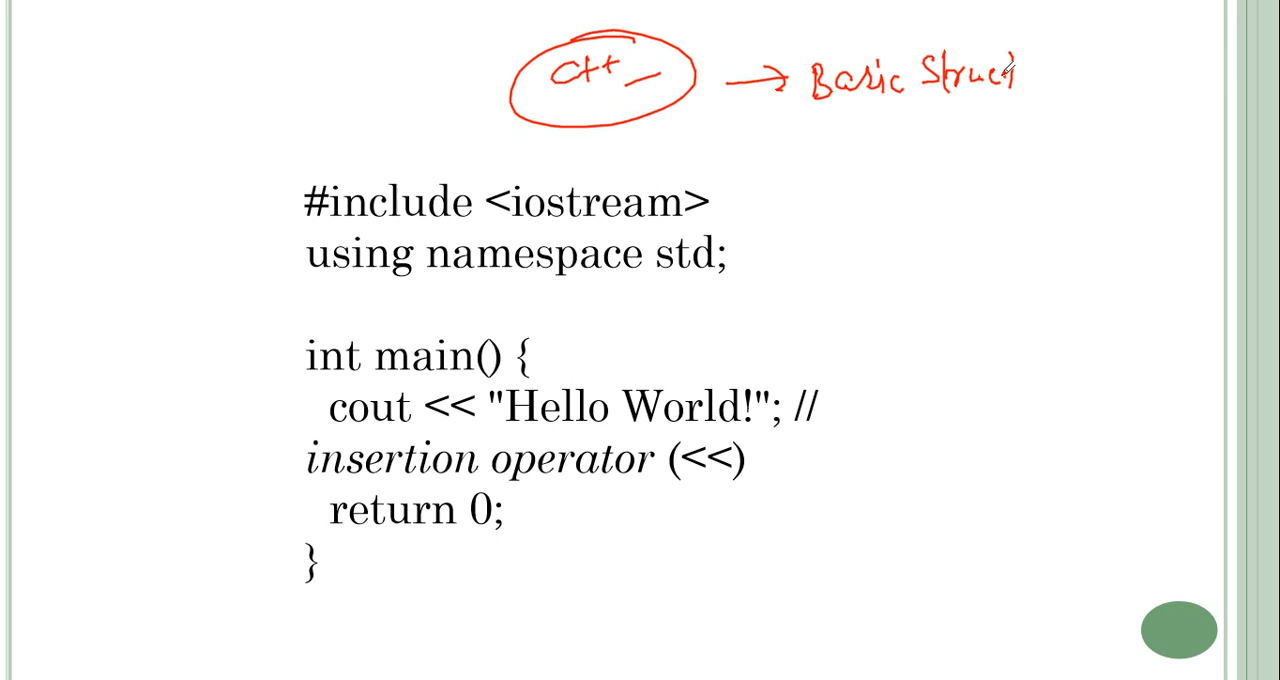 C++ → Basic Struct
#include <iostream>
using namespace std;
int main() {
cout << "Hello World!"; //
insertion operator (<<)
return 0;
}